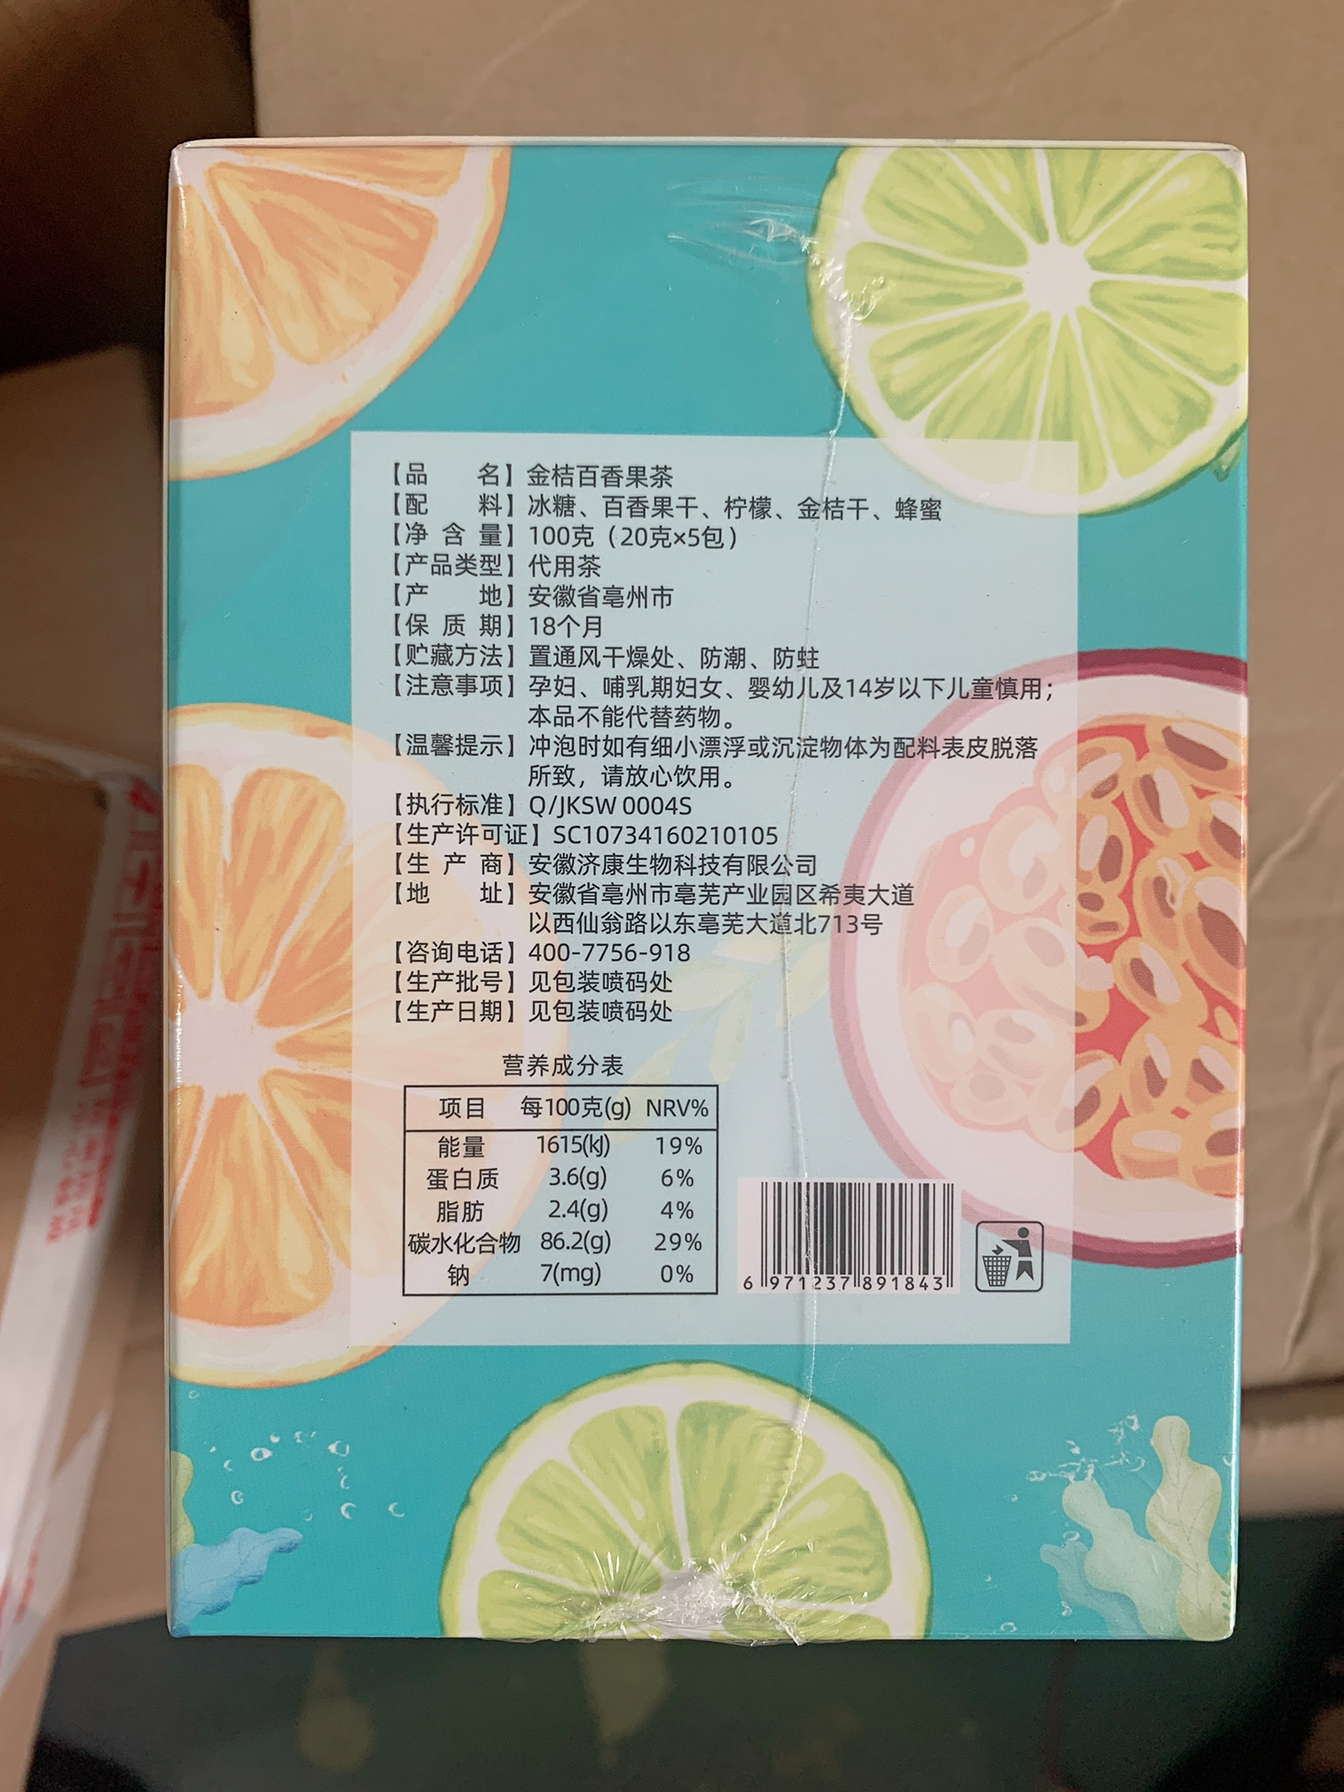 【品名】金桔百香果茶
【配料】冰糖、百香果干、柠檬、金桔干、蜂蜜
【净含量】100克（20克×5包）
【产品类型】代用茶
【产地】安徽省亳州市
【保质期】18个月
【贮藏方法】置通风干燥处、防潮、防蛀
【注意事项】孕妇、哺乳期妇女、婴幼儿及14岁以下儿童慎用；
本品不能代替药物。
【温馨提示】冲泡时如有细小漂浮或沉淀物体为配料表皮脱落
所致，请放心饮用。
【执行标准】Q/JKSW 0004S
【生产许可证】SC10734160210105
【生产商】安徽济康生物科技有限公司
【地址】安徽省亳州市亳芜产业园区希夷大道
以西仙翁路以东亳芜大道北713号
【咨询电话】400-7756-918
【生产批号】见包装喷码处
【生产日期】见包装喷码处
营养成分表
项目 每100克(g) NRV%
能量 1615(kJ) 19%
蛋白质 3.6(g) 6%
脂肪 2.4(g) 4%
碳水化合物 86.2(g) 29%
钠 7(mg) 0%
6 971237 891843